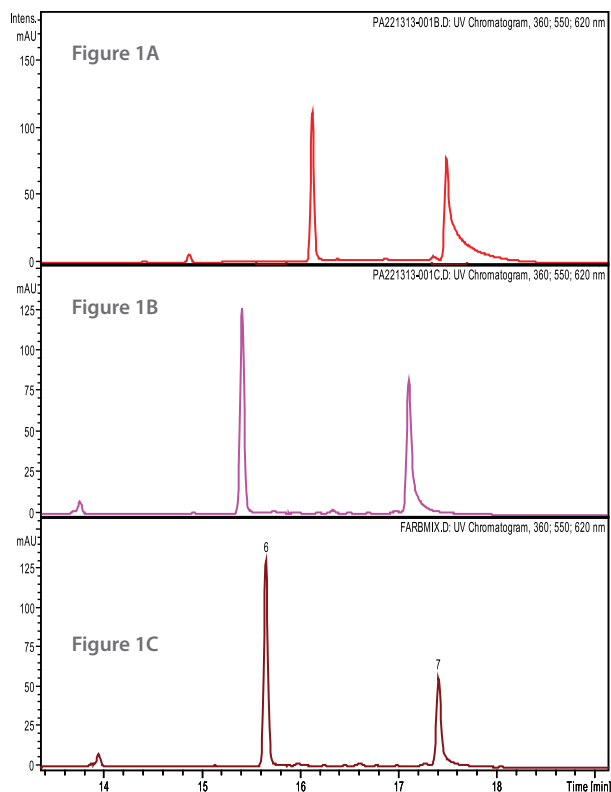 Intens.
mAU
PA221313-001B.D: UV Chromatogram, 360; 550; 620 nm
Figure 1A
150
100
50
0
mAU
PA221313-001C.D: UV Chromatogram, 360; 550; 620 nm
Figure 1B
125
100
75
50
25
0
mAU
FARBMIX.D: UV Chromatogram, 360; 550; 620 nm
6
125
100
Figure 1C
7
75
50
25
0
14 15 16 17 18 Time [min]